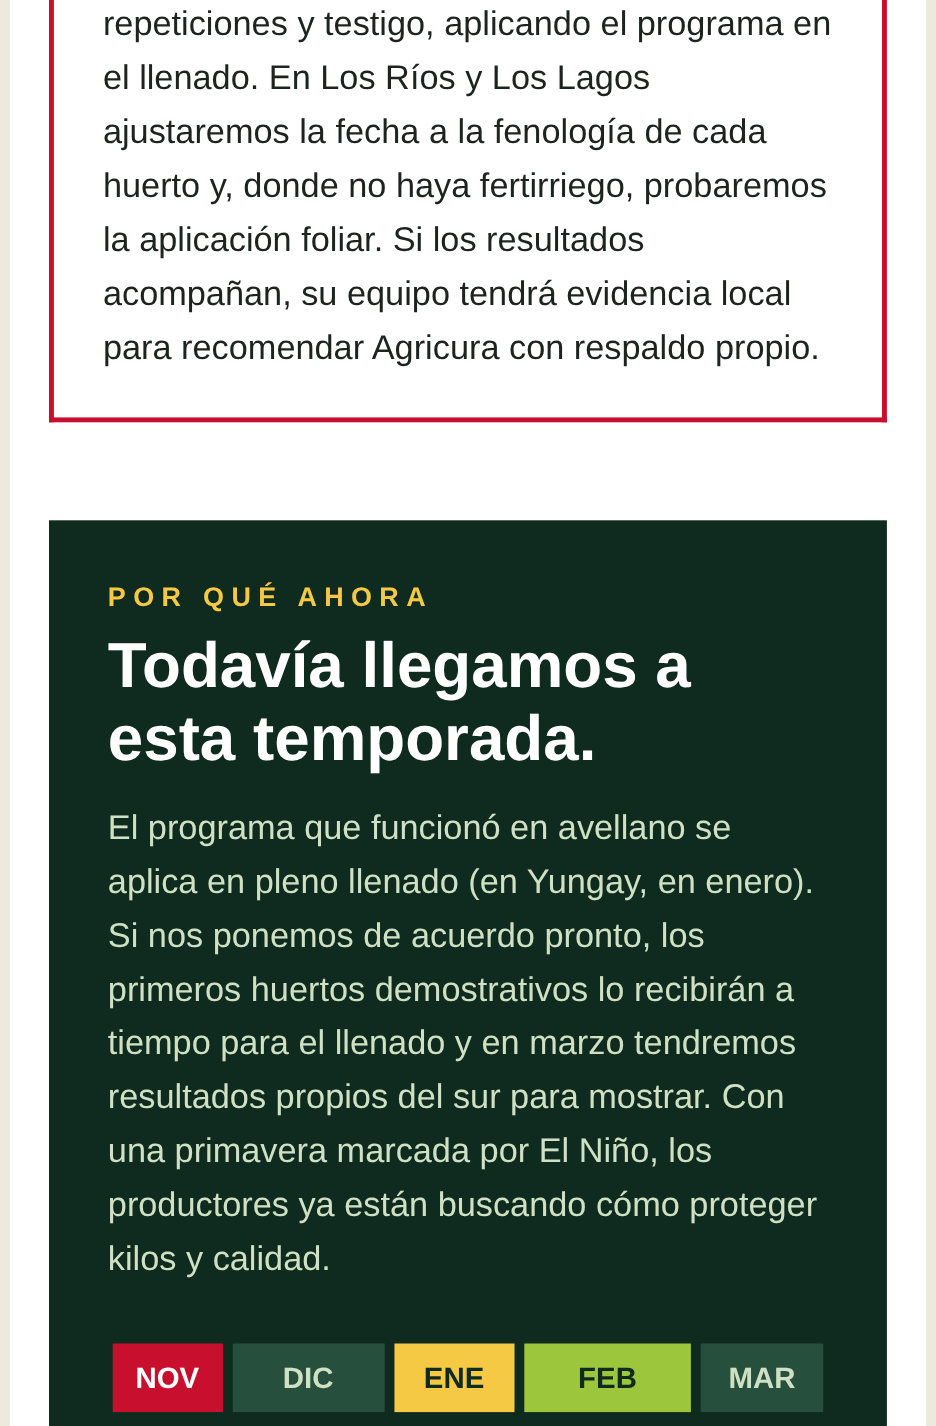 repeticiones y testigo, aplicando el programa en
el llenado. En Los Ríos y Los Lagos
ajustaremos la fecha a la fenología de cada
huerto y, donde no haya fertirriego, probaremos
la aplicación foliar. Si los resultados
acompañan, su equipo tendrá evidencia local
para recomendar Agricura con respaldo propio.
POR QUÉ AHORA
Todavía llegamos a
esta temporada.
El programa que funcionó en avellano se
aplica en pleno llenado (en Yungay, en enero).
Si nos ponemos de acuerdo pronto, los
primeros huertos demostrativos lo recibirán a
tiempo para el llenado y en marzo tendremos
resultados propios del sur para mostrar. Con
una primavera marcada por El Niño, los
productores ya están buscando cómo proteger
kilos y calidad.
NOV DIC ENE FEB MAR